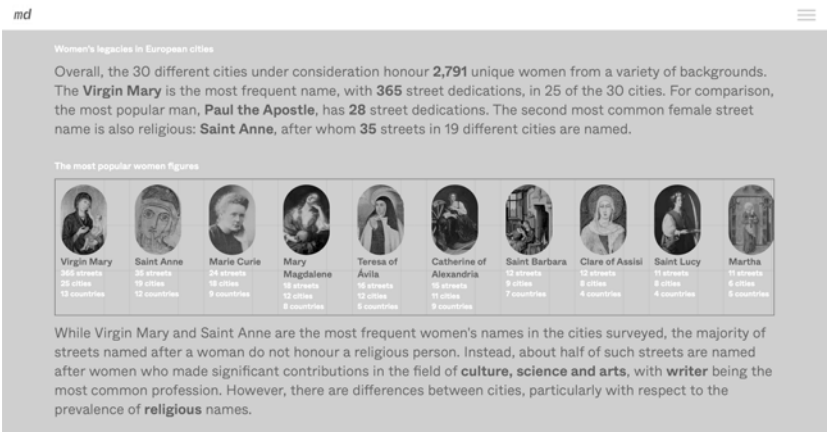 md
Women's legacies in European cities
Overall, the 30 different cities under consideration honour 2,791 unique women from a variety of backgrounds.
The Virgin Mary is the most frequent name, with 365 street dedications, in 25 of the 30 cities. For comparison,
the most popular man, Paul the Apostle, has 28 street dedications. The second most common female street
name is also religious: Saint Anne, after whom 35 streets in 19 different cities are named.
The most popular women figures
Virgin Mary
365 streets
25 cities
13 countries
Saint Anne
35 streets
19 cities
12 countries
Marie Curie
24 streets
18 cities
9 countries
Mary
Magdalene
18 streets
12 cities
8 countries
Teresa of
Ávila
16 streets
12 cities
5 countries
Catherine of
Alexandria
15 streets
11 cities
9 countries
Saint Barbara
12 streets
9 cities
7 countries
Clare of Assisi
12 streets
8 cities
4 countries
Saint Lucy
11 streets
4 countries
Martha
11 streets
5 countries
While Virgin Mary and Saint Anne are the most frequent women's names in the cities surveyed, the majority of
streets named after a woman do not honour a religious person. Instead, about half of such streets are named
after women who made significant contributions in the field of culture, science and arts, with writer being the
most common profession. However, there are differences between cities, particularly with respect to the
prevalence of religious names.